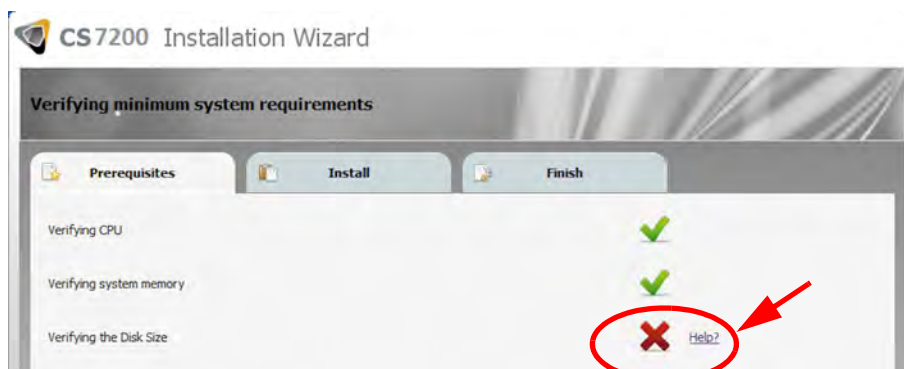 CS7200 Installation Wizard
Verifying minimum system requirements
Prerequisites Install Finish
Verifying CPU
Verifying system memory
Verifying the Disk Size Help?